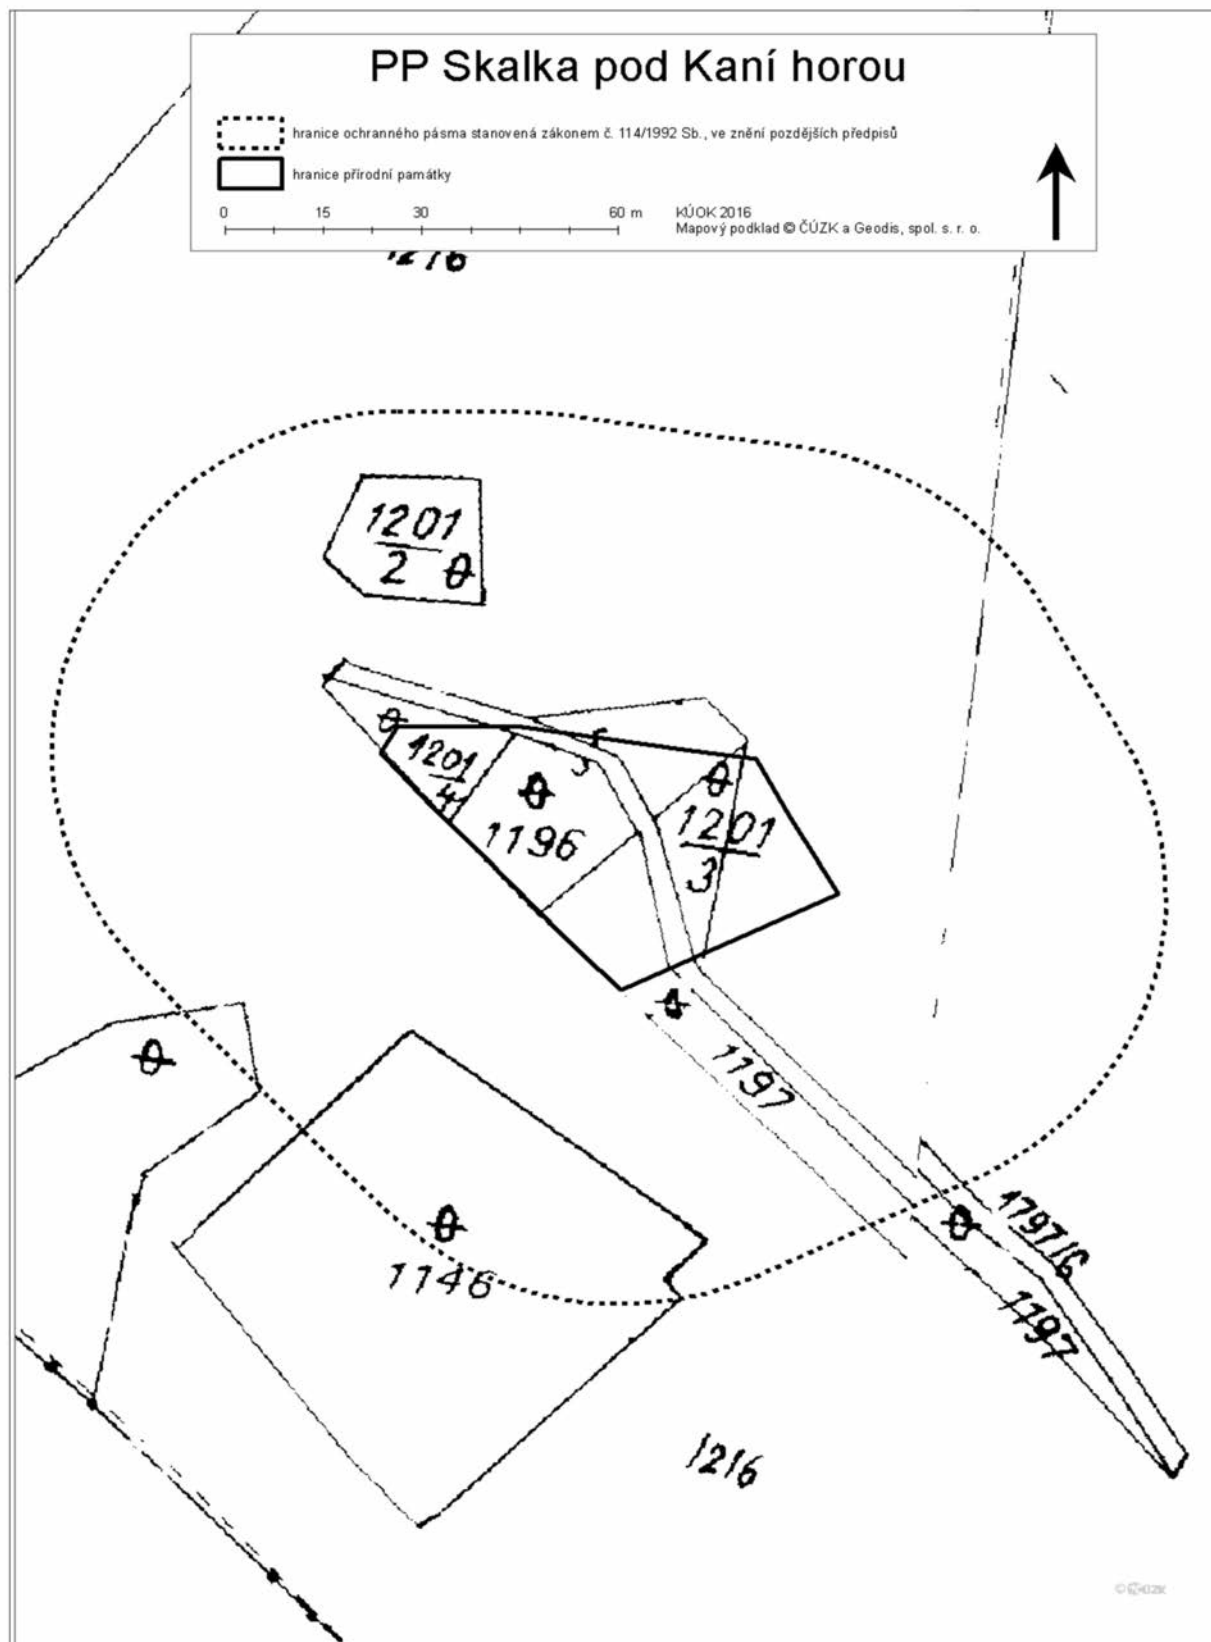 PP Skalka pod Kaní horou
hranice ochranného pásma stanovená zákonem č. 114/1992 Sb., ve znění pozdějších předpisů
hranice přírodní památky
0 15 30 60 m
KÚOK 2016
Mapový podklad © ČÚZK a Geodis, spol. s. r. o.
1216
1201
2
1201
4
1196
1201
3
1197
1797/6
1197
1146
1216
© ČÚZK